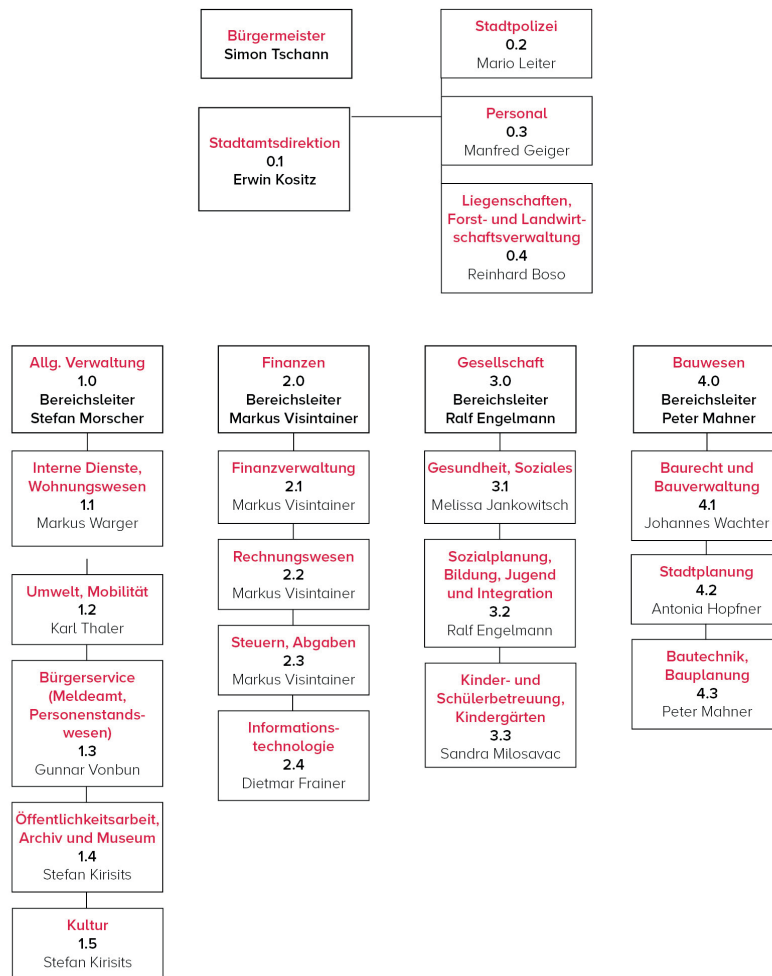 Bürgermeister
Simon Tschann
Stadtamtsdirektion
0.1
Erwin Kositz
Stadtpolizei
0.2
Mario Leiter
Personal
0.3
Manfred Geiger
Liegenschaften,
Forst- und Landwirt-
schaftsverwaltung
0.4
Reinhard Boso
Allg. Verwaltung
1.0
Bereichsleiter
Stefan Morscher
Interne Dienste,
Wohnungswesen
1.1
Markus Warger
Umwelt, Mobilität
1.2
Karl Thaler
Bürgerservice
(Meldeamt,
Personenstands-
wesen)
1.3
Gunnar Vonbun
Öffentlichkeitsarbeit,
Archiv und Museum
1.4
Stefan Kirisits
Kultur
1.5
Stefan Kirisits
Finanzen
2.0
Bereichsleiter
Markus Visintainer
Finanzverwaltung
2.1
Markus Visintainer
Rechnungswesen
2.2
Markus Visintainer
Steuern, Abgaben
2.3
Markus Visintainer
Informations-
technologie
2.4
Dietmar Frainer
Gesellschaft
3.0
Bereichsleiter
Ralf Engelmann
Gesundheit, Soziales
3.1
Melissa Jankowitsch
Sozialplanung,
Bildung, Jugend
und Integration
3.2
Ralf Engelmann
Kinder- und
Schülerbetreuung,
Kindergärten
3.3
Sandra Milosavac
Bauwesen
4.0
Bereichsleiter
Peter Mahner
Baurecht und
Bauverwaltung
4.1
Johannes Wachter
Stadtplanung
4.2
Antonia Hopfner
Bautechnik,
Bauplanung
4.3
Peter Mahner